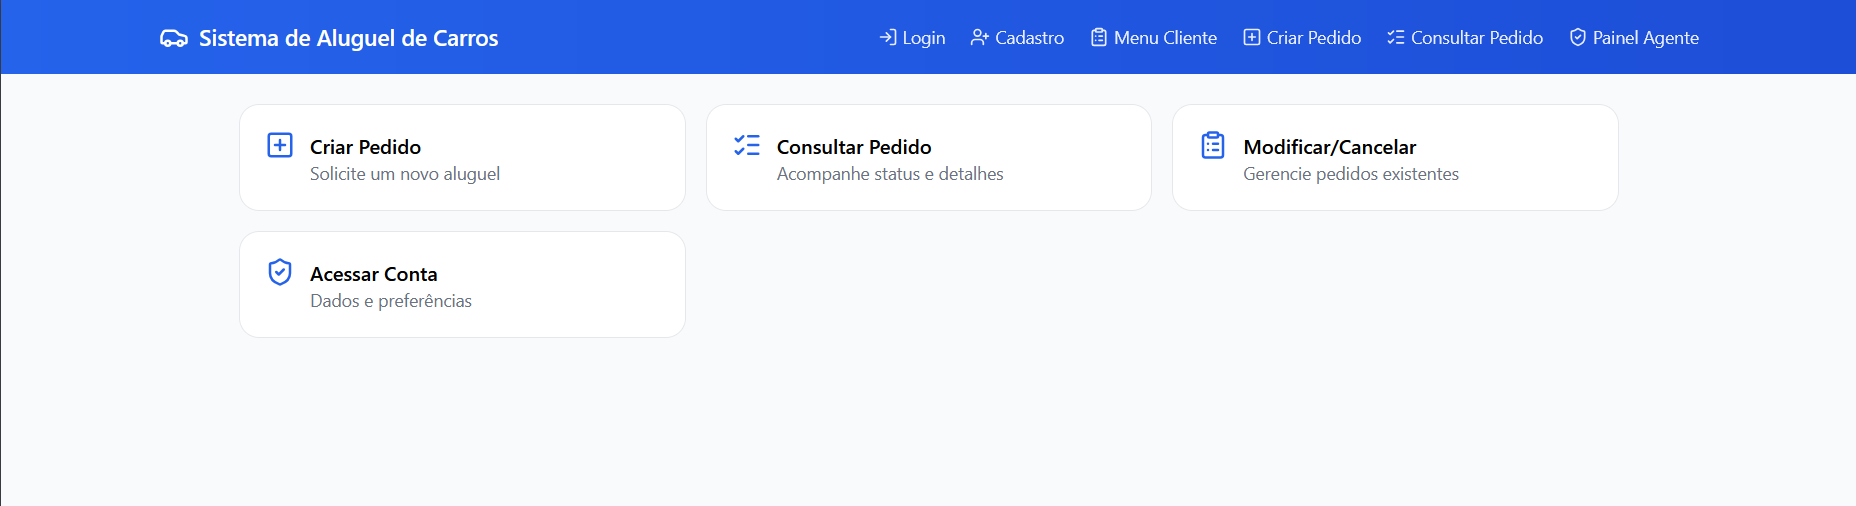 Sistema de Aluguel de Carros
Login
Cadastro
Menu Cliente
Criar Pedido
Consultar Pedido
Painel Agente
Criar Pedido
Solicite um novo aluguel
Consultar Pedido
Acompanhe status e detalhes
Modificar/Cancelar
Gerencie pedidos existentes
Acessar Conta
Dados e preferências